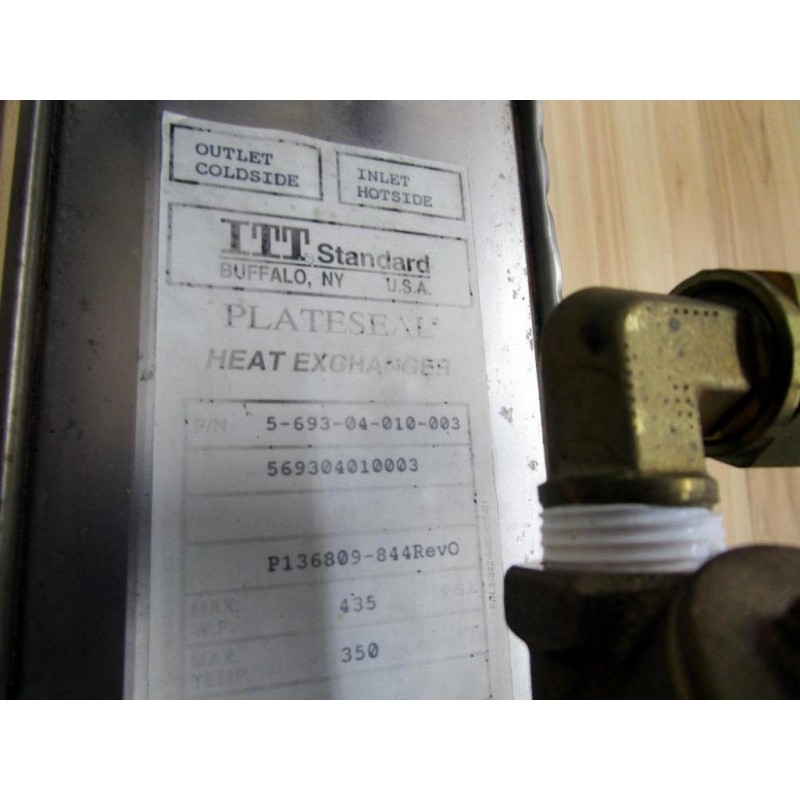 OUTLET
COLDSIDE
INLET
HOTSIDE
ITT Standard
BUFFALO, NY U.S.A.
PLATESEAL
HEAT EXCHANGER
P/N 5-693-04-010-003
569304010003
P136809-844RevO
MAX. W.P. 435 P.S.I.
MAX. TEMP. 350